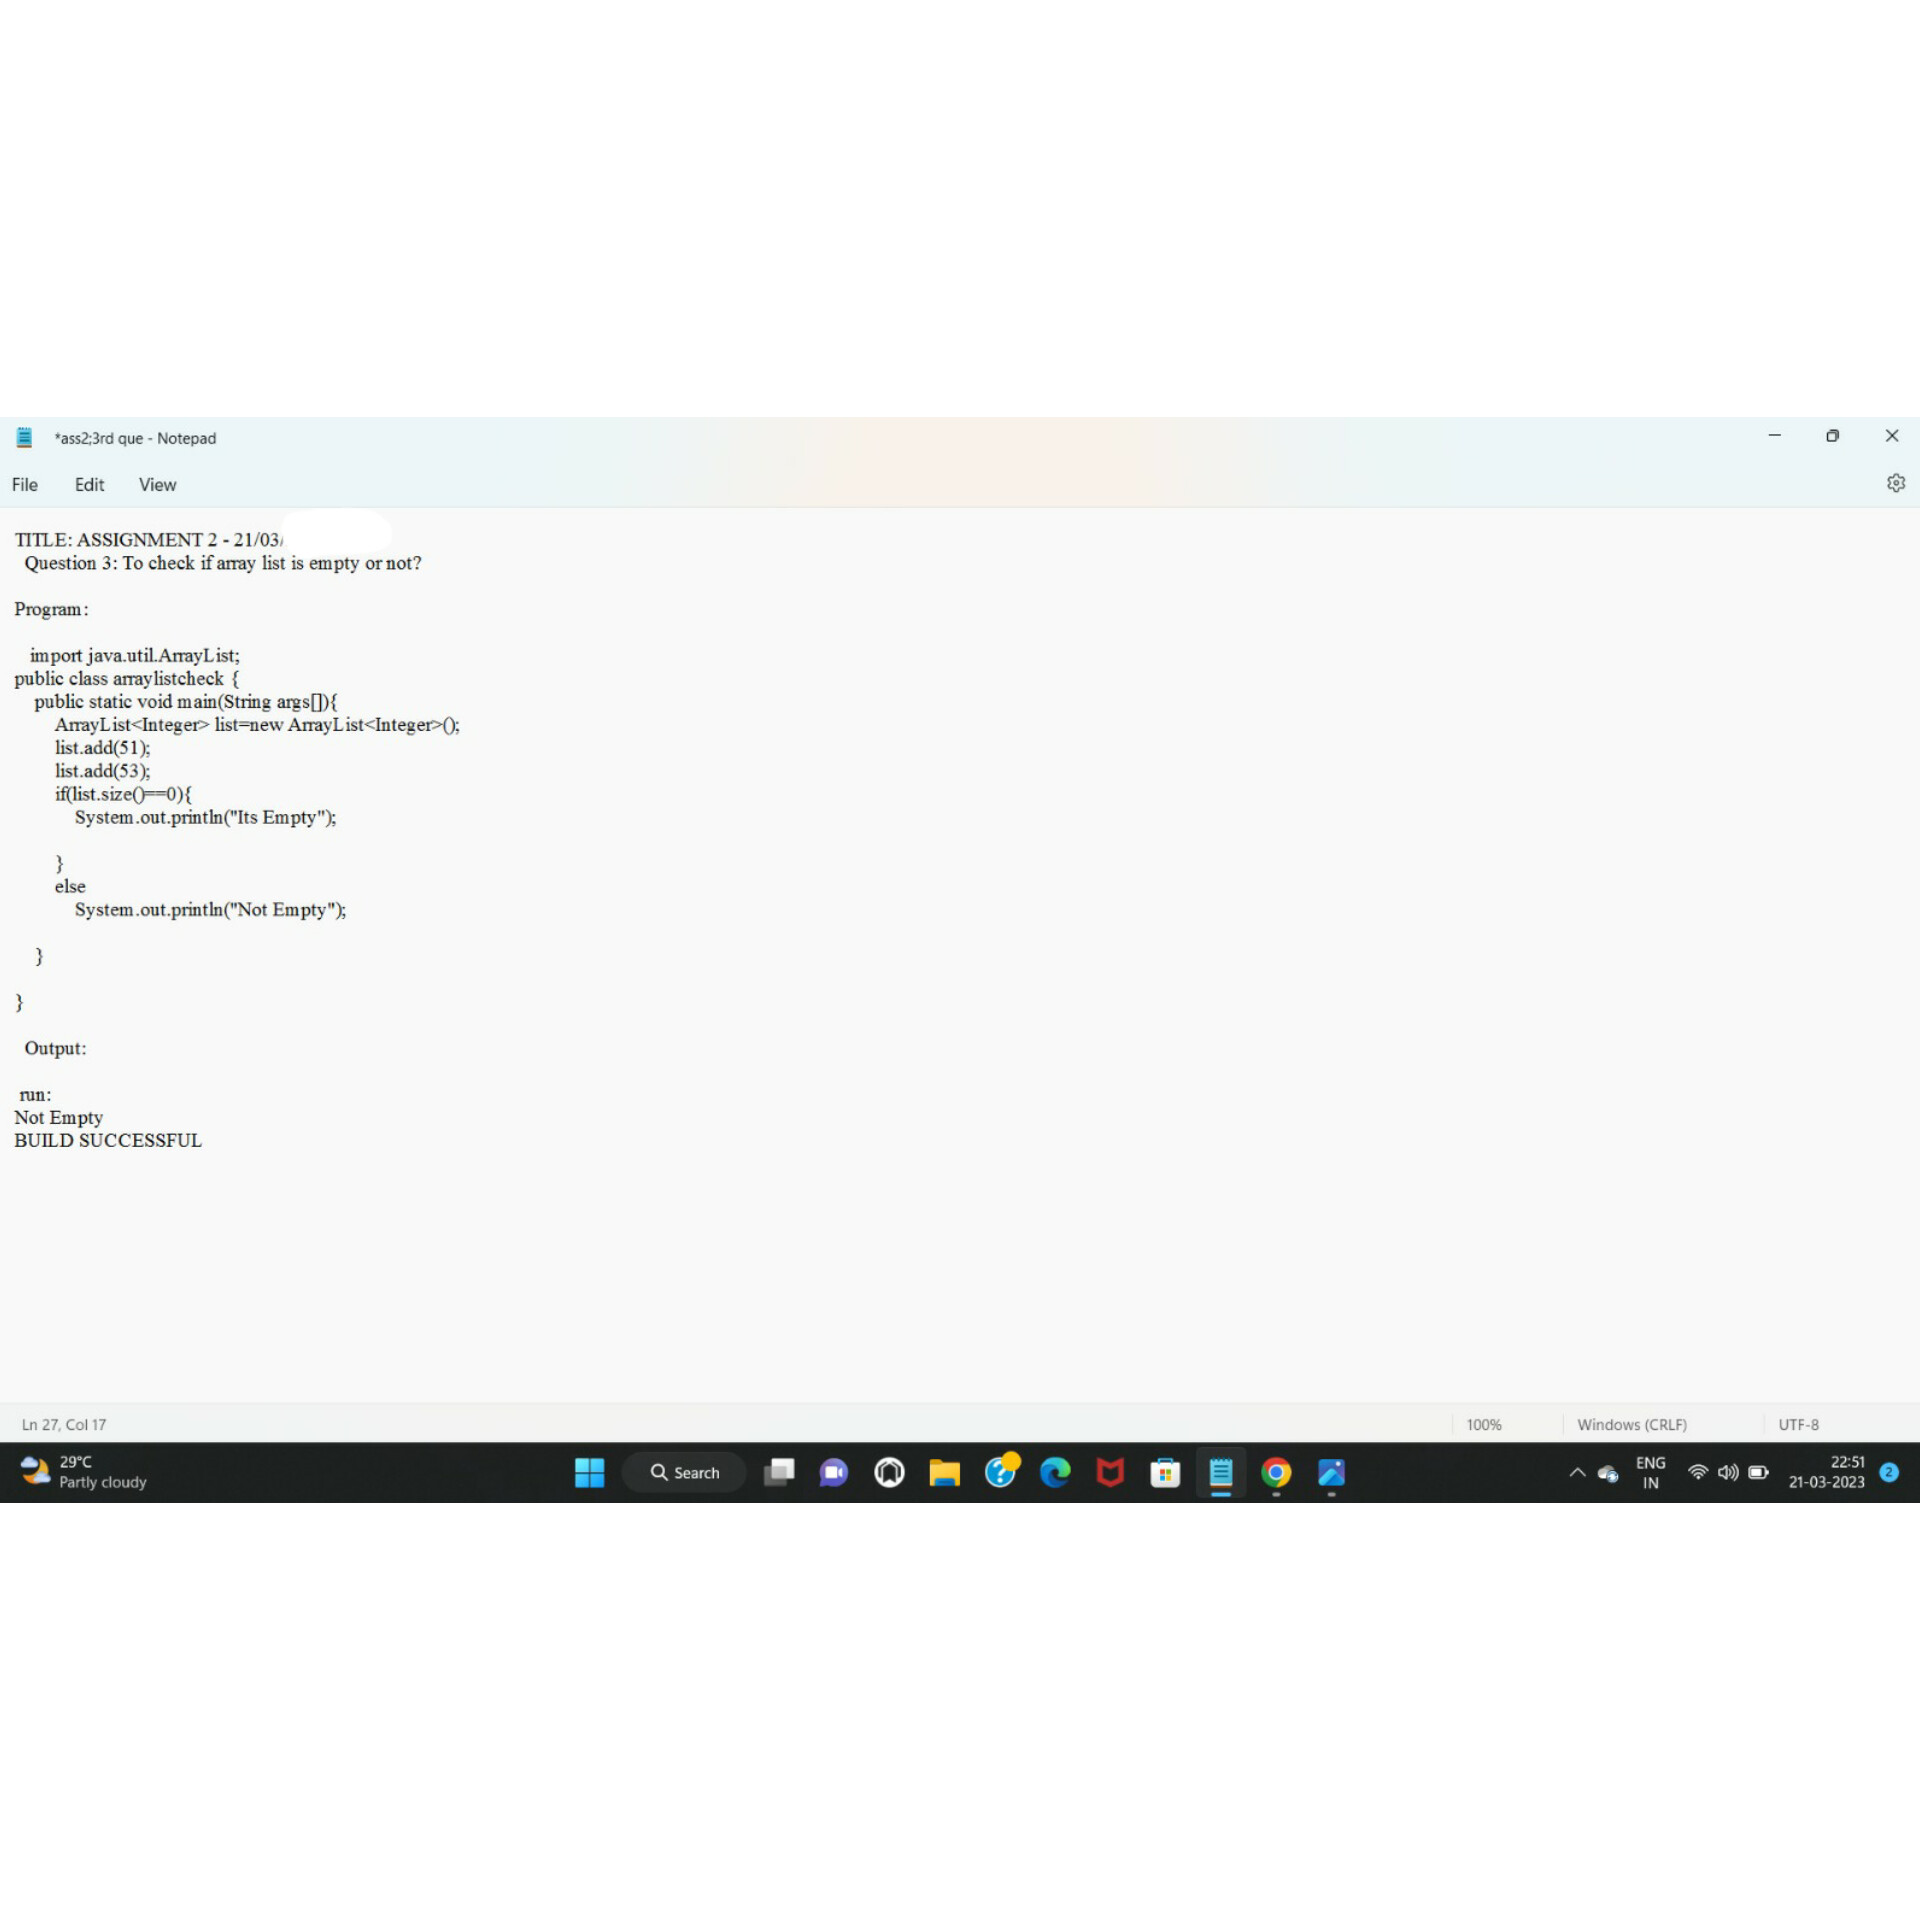 *ass2;3rd que - Notepad
File Edit View
TITLE: ASSIGNMENT 2 - 21/03/
Question 3: To check if array list is empty or not?
Program:
import java.util.ArrayList;
public class arraylistcheck {
public static void main(String args[]){
ArrayList<Integer> list=new ArrayList<Integer>();
list.add(51);
list.add(53);
if(list.size()==0){
System.out.println("Its Empty");
}
else
System.out.println("Not Empty");
}
}
Output:
run:
Not Empty
BUILD SUCCESSFUL
Ln 27, Col 17 100% Windows (CRLF) UTF-8
29°C
Partly cloudy
Search
ENG
IN
22:51
21-03-2023
2